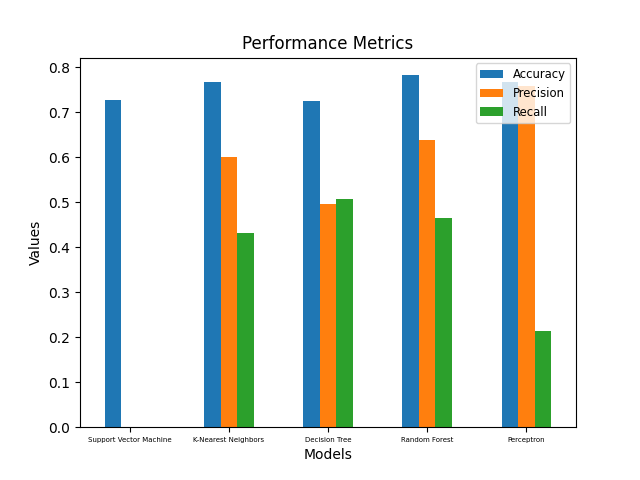 Performance Metrics
Accuracy
Precision
Recall
Values
0.8
0.7
0.6
0.5
0.4
0.3
0.2
0.1
0.0
Support Vector Machine K-Nearest Neighbors Decision Tree Random Forest Perceptron
Models